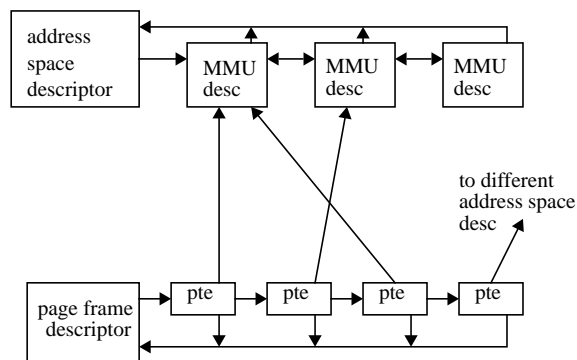 address
space
descriptor
MMU
desc
MMU
desc
MMU
desc
to different
address space
desc
pte
pte
pte
pte
page frame
descriptor